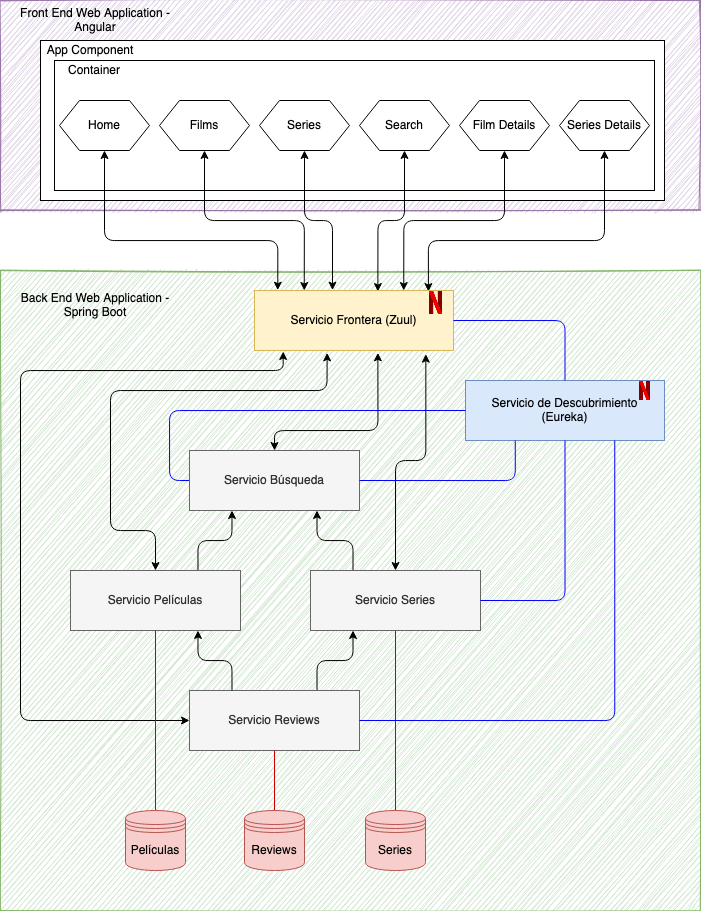 Front End Web Application -
Angular
App Component
Container
Home
Films
Series
Search
Film Details
Series Details
Back End Web Application -
Spring Boot
Servicio Frontera (Zuul)
N
Servicio de Descubrimiento
(Eureka)
N
Servicio Búsqueda
Servicio Películas
Servicio Series
Servicio Reviews
Películas
Reviews
Series